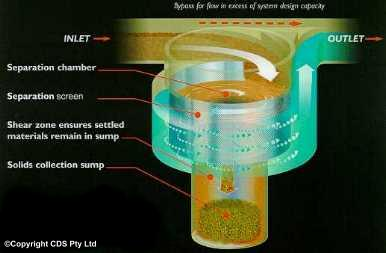 Bypass for flow in excess of system design capacity
INLET
OUTLET
Separation chamber
Separation screen
Shear zone ensures settled
materials remain in sump
Solids collection sump
©Copyright CDS Pty Ltd